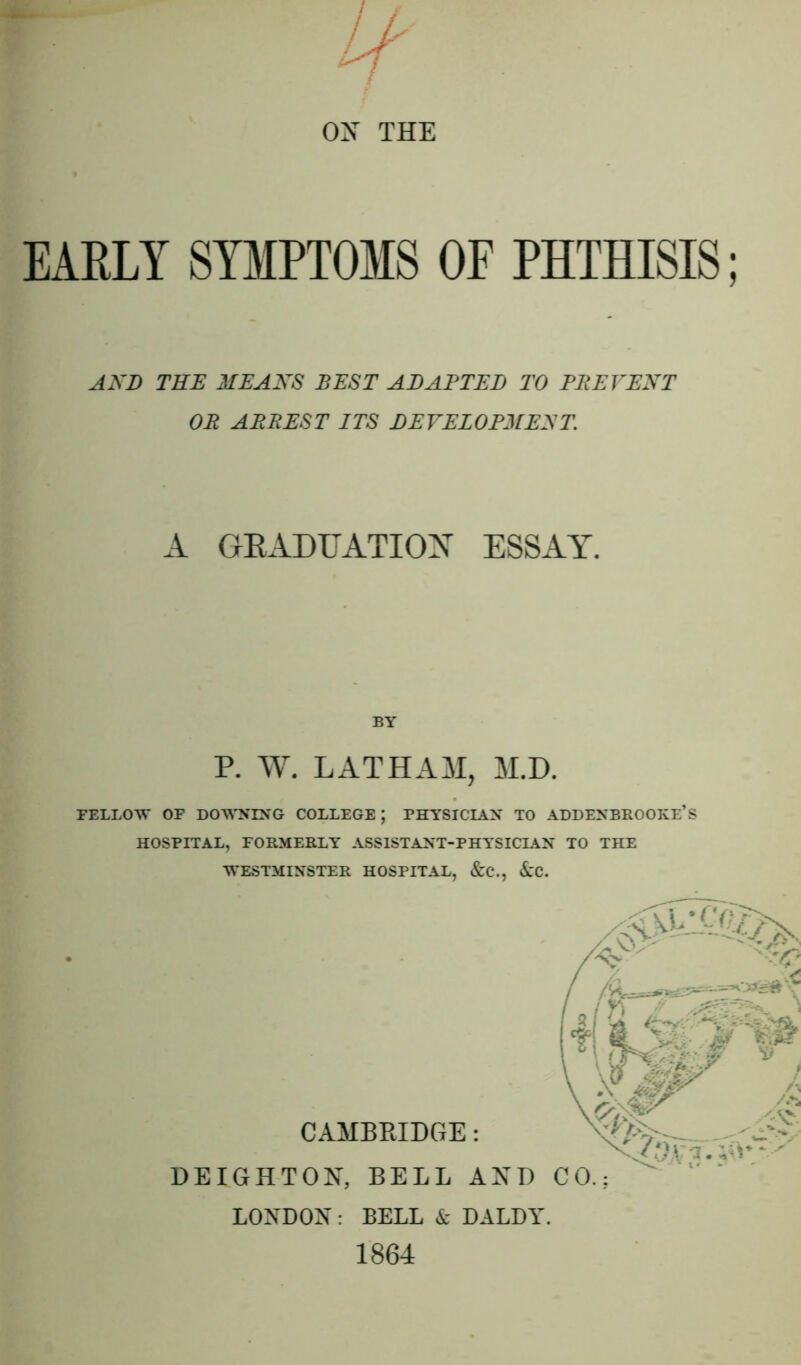 4
ON THE
EARLY SYMPTOMS OF PHTHISIS;
AND THE MEANS BEST ADAPTED TO PREVENT
OR ARREST ITS DEVELOPMENT.
A GRADUATION ESSAY.
BY
P. W. LATHAM, M.D.
FELLOW OF DOWNING COLLEGE; PHYSICIAN TO ADDENBROOKE'S
HOSPITAL, FORMERLY ASSISTANT-PHYSICIAN TO THE
WESTMINSTER HOSPITAL, &c., &c.
CAMBRIDGE:
DEIGHTON, BELL AND CO.;
LONDON: BELL & DALDY.
1864